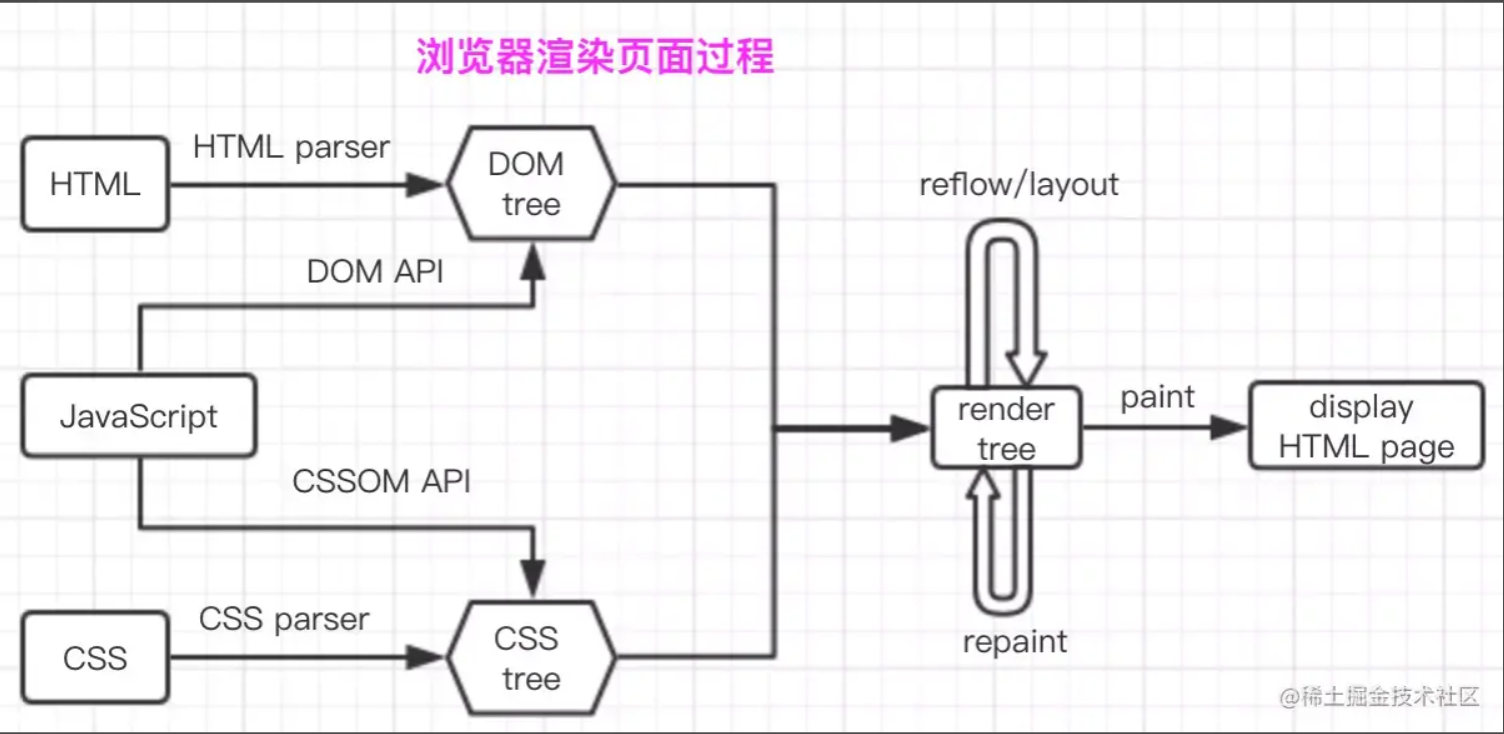 浏览器渲染页面过程
HTML
HTML parser
DOM
tree
DOM API
JavaScript
CSSOM API
CSS
CSS parser
CSS
tree
reflow/layout
render
tree
repaint
paint
display
HTML page
@稀土掘金技术社区